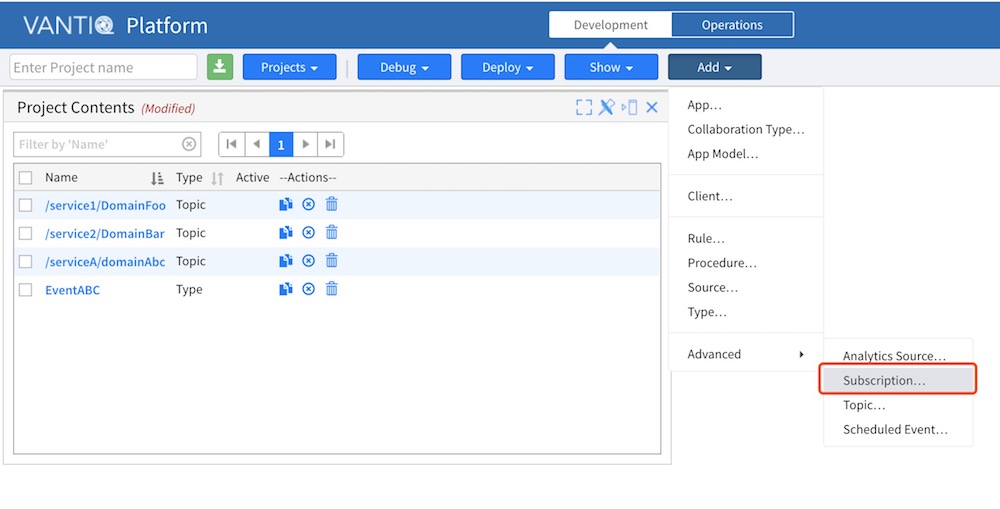 VANTIQ Platform
Development Operations
Enter Project name Projects Debug Deploy Show Add
Project Contents (Modified)
Filter by 'Name' 1
Name Type Active --Actions--
/service1/DomainFoo Topic
/service2/DomainBar Topic
/serviceA/domainAbc Topic
EventABC Type
App...
Collaboration Type...
App Model...
Client...
Rule...
Procedure...
Source...
Type...
Advanced
Analytics Source...
Subscription...
Topic...
Scheduled Event...